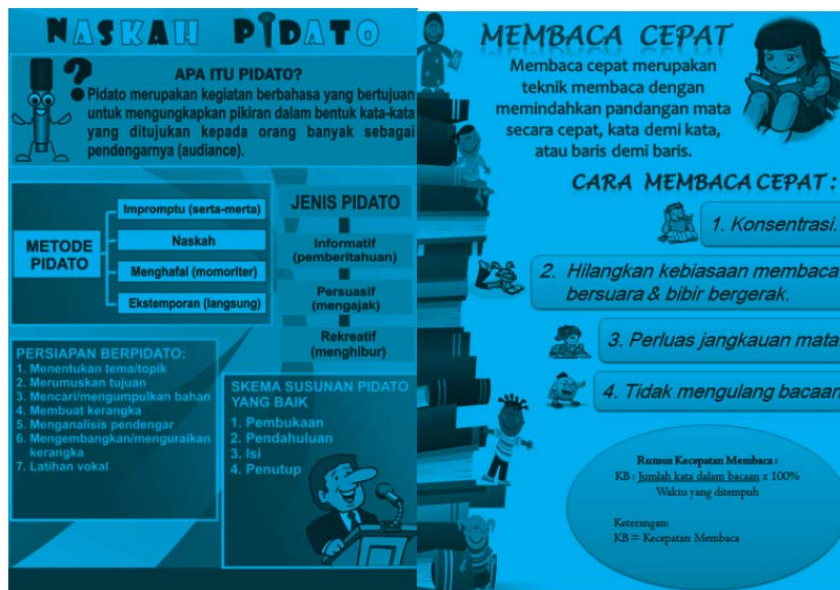 NASKAH PIDATO
?
APA ITU PIDATO?
Pidato merupakan kegiatan berbahasa yang bertujuan
untuk mengungkapkan pikiran dalam bentuk kata-kata
yang ditujukan kepada orang banyak sebagai
pendengarnya (audiance).
METODE
PIDATO
Impromptu (serta-merta)
Naskah
Menghafal (momoriter)
Ekstemporan (langsung)
JENIS PIDATO
Informatif
(pemberitahuan)
Persuasif
(mengajak)
Rekreatif
(menghibur)
PERSIAPAN BERPIDATO:
1. Menentukan tema/topik
2. Merumuskan tujuan
3. Mencari/mengumpulkan bahan
4. Membuat kerangka
5. Menganalisis pendengar
6. Mengembangkan/menguraikan
kerangka
7. Latihan vokal
SKEMA SUSUNAN PIDATO
YANG BAIK
1. Pembukaan
2. Pendahuluan
3. Isi
4. Penutup
MEMBACA CEPAT
Membaca cepat merupakan
teknik membaca dengan
memindahkan pandangan mata
secara cepat, kata demi kata,
atau baris demi baris.
CARA MEMBACA CEPAT :
1. Konsentrasi.
2. Hilangkan kebiasaan membaca
bersuara & bibir bergerak.
3. Perluas jangkauan mata.
4. Tidak mengulang bacaan
Rumus Kecepatan Membaca :
KB : Jumlah kata dalam bacaan x 100%
Waktu yang ditempuh
Keterangan:
KB = Kecepatan Membaca